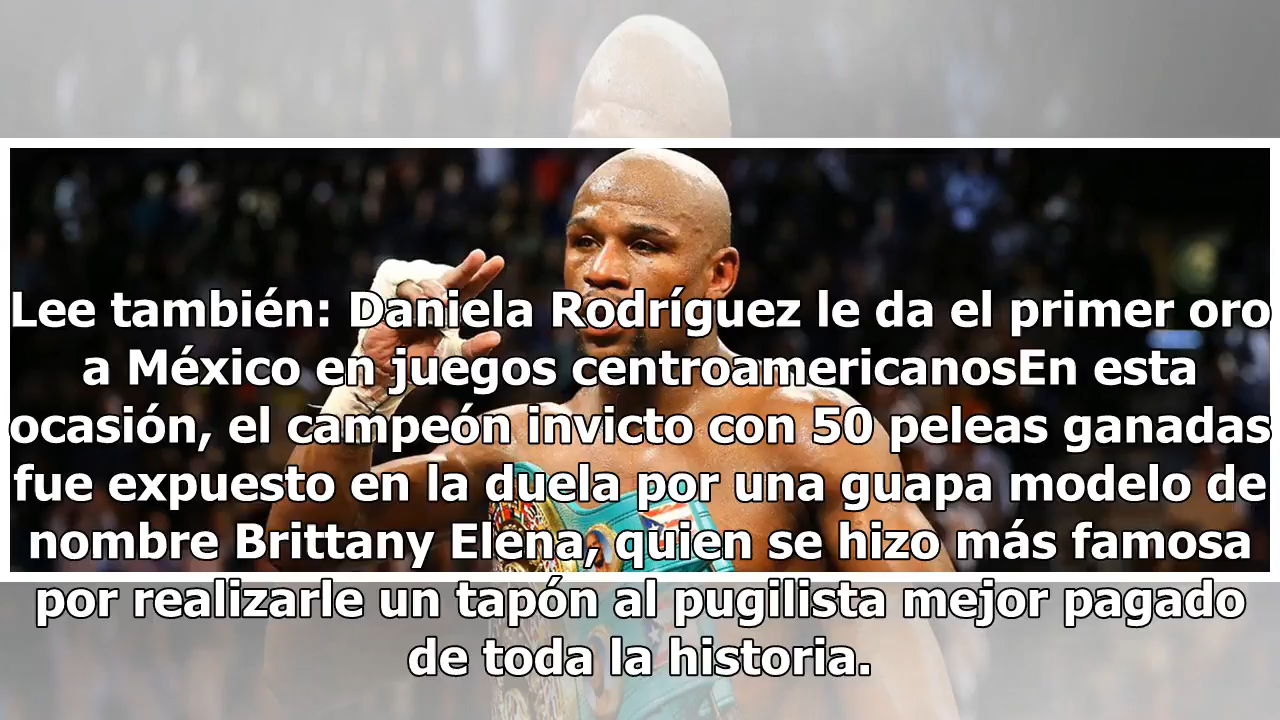 Lee también: Daniela Rodríguez le da el primer oro
a México en juegos centroamericanosEn esta
ocasión, el campeón invicto con 50 peleas ganadas
fue expuesto en la duela por una guapa modelo de
nombre Brittany Elena, quien se hizo más famosa
por realizarle un tapón al pugilista mejor pagado
de toda la historia.